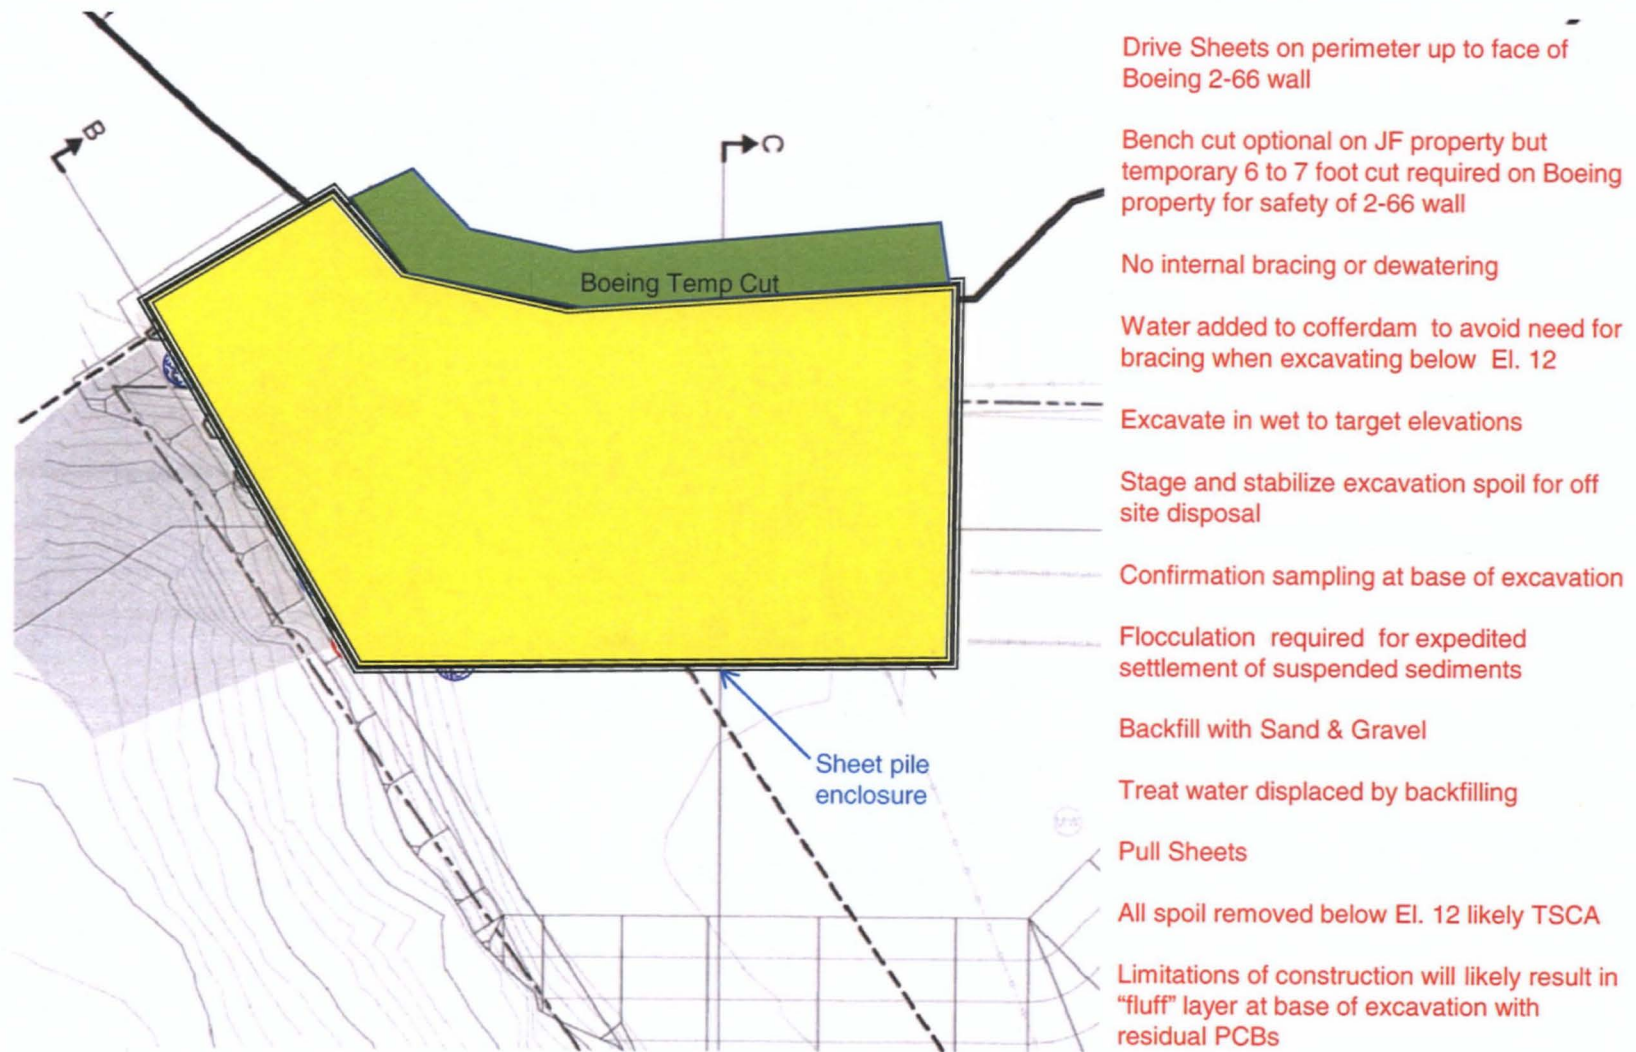 B
C
Boeing Temp Cut
Sheet pile
enclosure
Drive Sheets on perimeter up to face of
Boeing 2-66 wall
Bench cut optional on JF property but
temporary 6 to 7 foot cut required on Boeing
property for safety of 2-66 wall
No internal bracing or dewatering
Water added to cofferdam to avoid need for
bracing when excavating below El. 12
Excavate in wet to target elevations
Stage and stabilize excavation spoil for off
site disposal
Confirmation sampling at base of excavation
Flocculation required for expedited
settlement of suspended sediments
Backfill with Sand & Gravel
Treat water displaced by backfilling
Pull Sheets
All spoil removed below El. 12 likely TSCA
Limitations of construction will likely result in
“fluff” layer at base of excavation with
residual PCBs